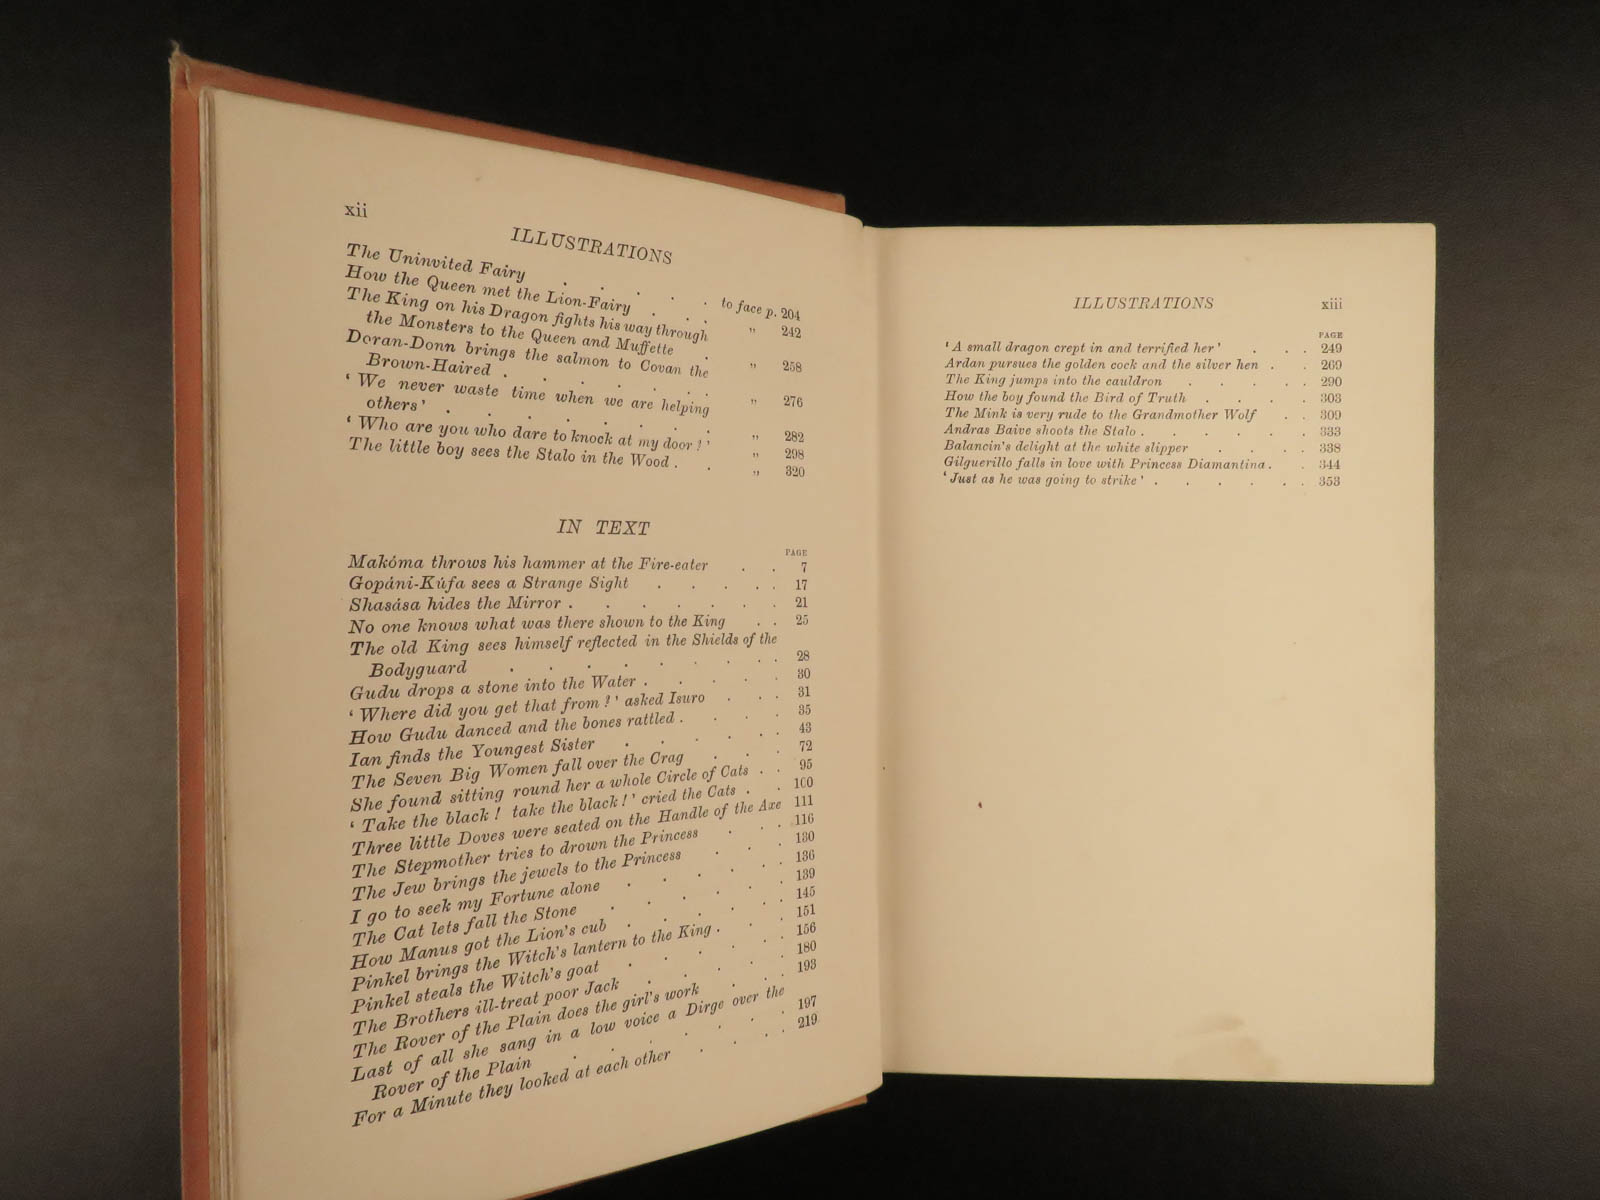 xii
ILLUSTRATIONS
The Uninvited Fairy . . . . . to face p. 204
How the Queen met the Lion-Fairy . . . „ 242
The King on his Dragon fights his way through
the Monsters to the Queen and Muffette . „ 258
Doran-Donn brings the salmon to Covan the
Brown-Haired . . . . . . . „ 276
‘ We never waste time when we are helping
others’ . . . . . . . . „ 282
‘ Who are you who dare to knock at my door ? ’ „ 298
The little boy sees the Stalo in the Wood . . „ 320
IN TEXT
PAGE
Makóma throws his hammer at the Fire-eater . . 7
Gopáni-Kúfa sees a Strange Sight . . . . . 17
Shasása hides the Mirror . . . . . . . 21
No one knows what was there shown to the King . . 25
The old King sees himself reflected in the Shields of the
Bodyguard . . . . . . . . 28
Gudu drops a stone into the Water . . . . . 30
‘ Where did you get that from ? ’ asked Isuro . . . 31
How Gudu danced and the bones rattled . . . . 35
Ian finds the Youngest Sister . . . . . 43
The Seven Big Women fall over the Crag . . . 72
She found sitting round her a whole Circle of Cats . . 95
‘ Take the black ! take the black ! ’ cried the Cats . . 100
Three little Doves were seated on the Handle of the Axe 111
The Stepmother tries to drown the Princess . . . 116
The Jew brings the jewels to the Princess . . . 130
I go to seek my Fortune alone . . . . . 136
The Cat lets fall the Stone . . . . . . 139
How Manus got the Lion's cub . . . . . 145
Pinkel brings the Witch's lantern to the King . . . 151
Pinkel steals the Witch's goat . . . . . 156
The Brothers ill-treat poor Jack . . . . . 180
The Rover of the Plain does the girl's work . . . 193
Last of all she sang in a low voice a Dirge over the
Rover of the Plain . . . . . . 197
For a Minute they looked at each other . . . . 219
ILLUSTRATIONS xiii
PAGE
‘ A small dragon crept in and terrified her ’ . . . 249
Ardan pursues the golden cock and the silver hen . . 269
The King jumps into the cauldron . . . . . 290
How the boy found the Bird of Truth . . . . 303
The Mink is very rude to the Grandmother Wolf . . 309
Andras Baive shoots the Stalo . . . . . . 333
Balancin's delight at the white slipper . . . . 338
Gilguerillo falls in love with Princess Diamantina . . 344
‘ Just as he was going to strike ’ . . . . . . 353